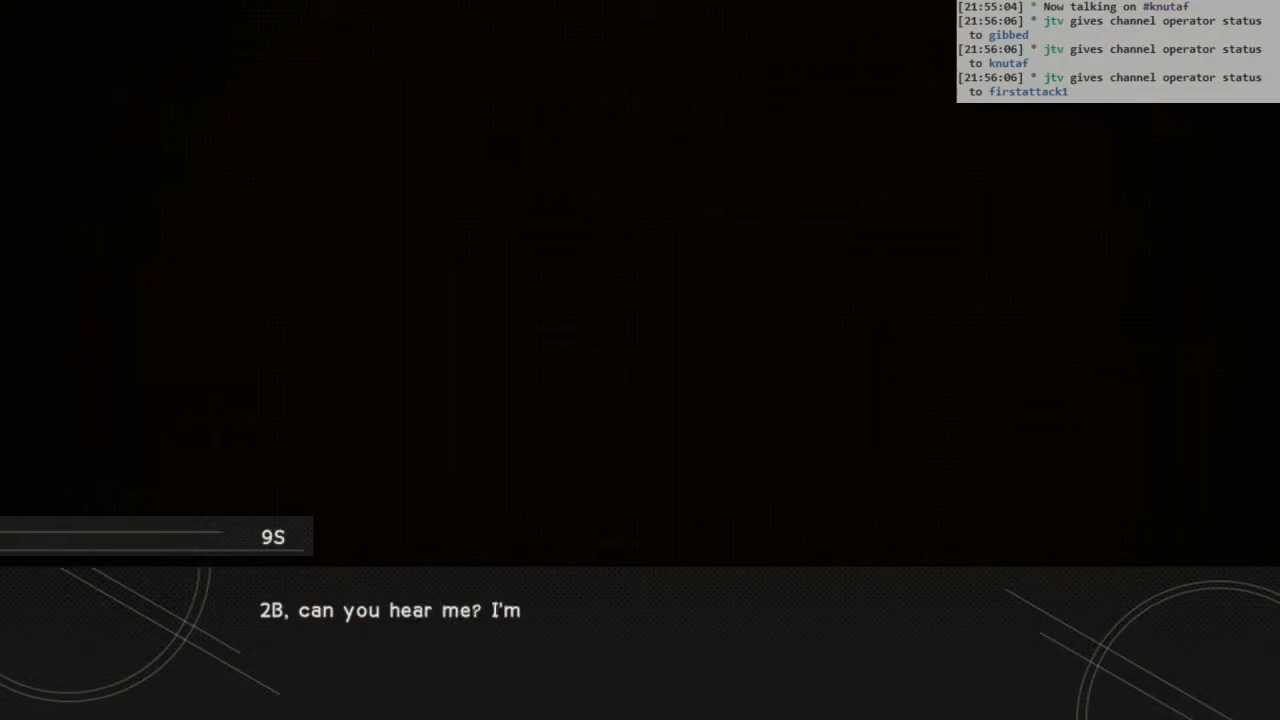 [21:55:04] * Now talking on #knutaf
[21:56:06] * jtv gives channel operator status
to gibbed
[21:56:06] * jtv gives channel operator status
to knutaf
[21:56:06] * jtv gives channel operator status
to firstattack1
9S
2B, can you hear me? I'm